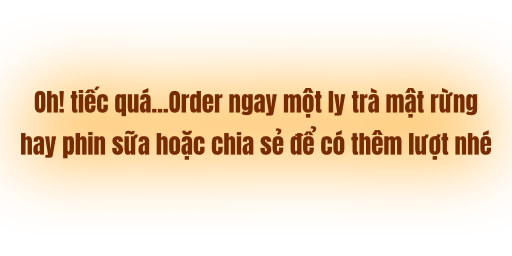 Oh! tiếc quá...Order ngay một ly trà mật rừng
hay phin sữa hoặc chia sẻ để có thêm lượt nhé